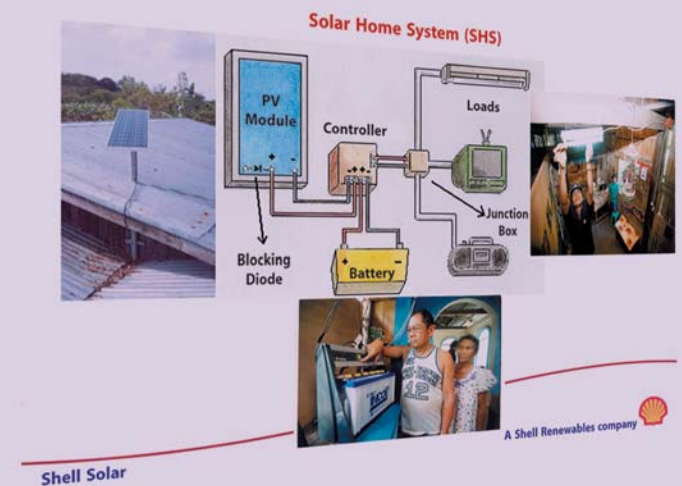 Solar Home System (SHS)
PV
Module
+ -
Controller
- + + -
Loads
Junction
Box
Blocking
Diode
+ -
Battery
12
A Shell Renewables company
Shell Solar